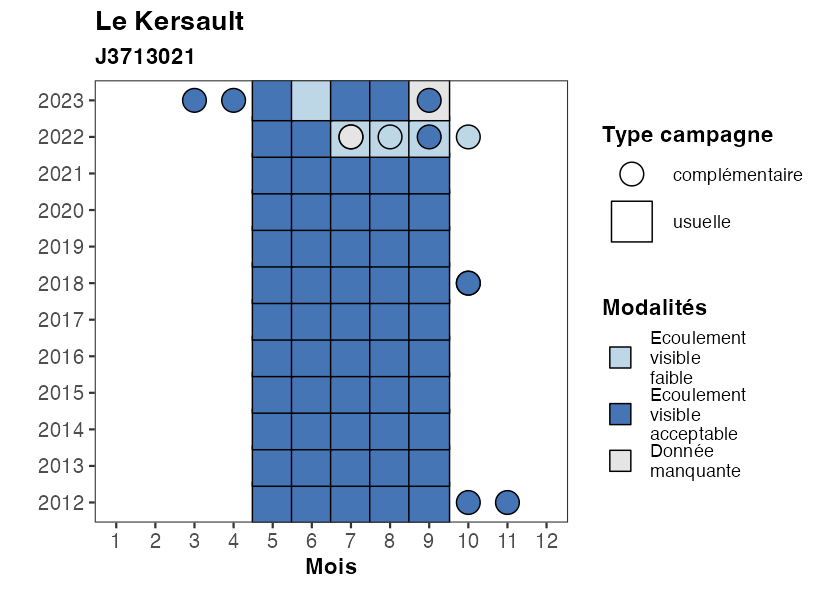 Le Kersault
J3713021
2023
2022
2021
2020
2019
2018
2017
2016
2015
2014
2013
2012
1 2 3 4 5 6 7 8 9 10 11 12
Mois
Type campagne
complémentaire
usuelle
Modalités
Ecoulement
visible
faible
Ecoulement
visible
acceptable
Donnée
manquante